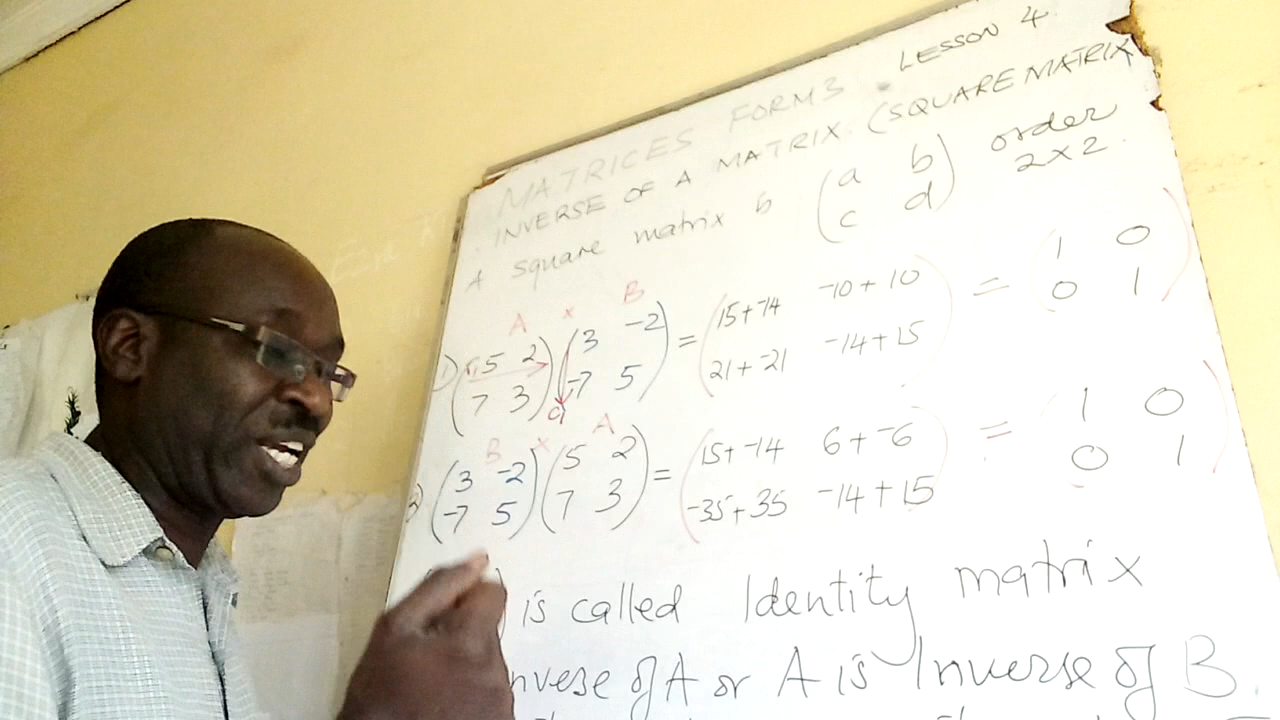 MATRICES FORM 3. LESSON 4.
INVERSE OF A MATRIX. (SQUARE MATRIX
A square matrix is (a b) order
(c d) 2x2.
A x B
1) (5 2) (3 -2) = (15+-14 -10+10) = (1 0)
(7 3) (-7 5) (21+-21 -14+15) (0 1)
B x A
2) (3 -2) (5 2) = (15+-14 6+-6) = (1 0)
(-7 5) (7 3) (-35+35 -14+15) (0 1)
) is called Identity matrix
nverse of A or A is Inverse of B.